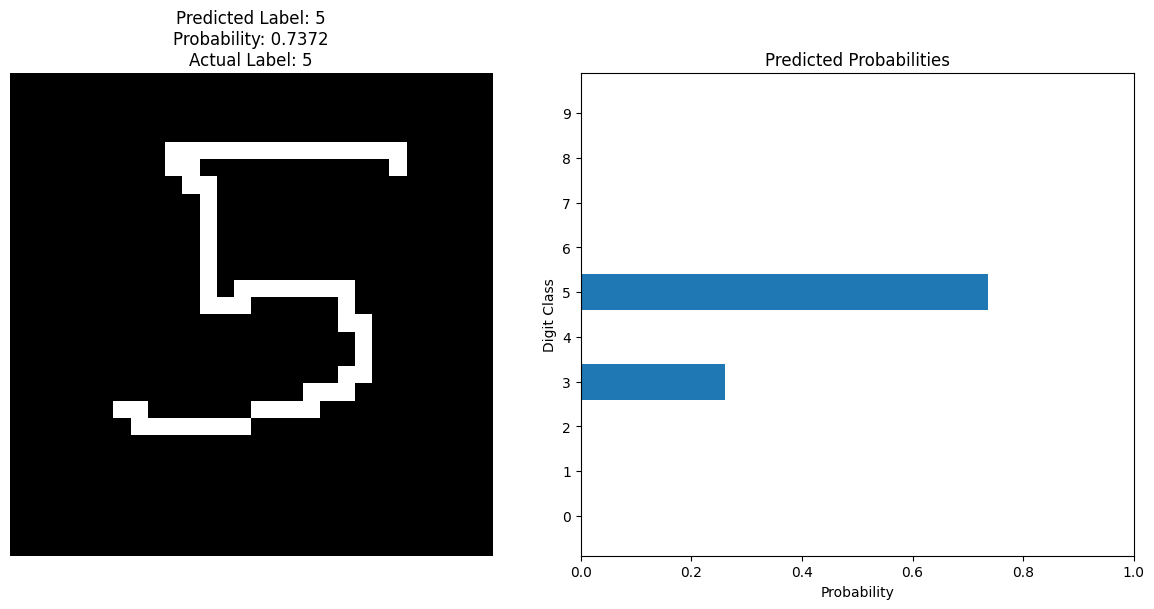 Predicted Label: 5
Probability: 0.7372
Actual Label: 5
5
Predicted Probabilities
Digit Class
9
8
7
6
5
4
3
2
1
0
0.0 0.2 0.4 0.6 0.8 1.0
Probability